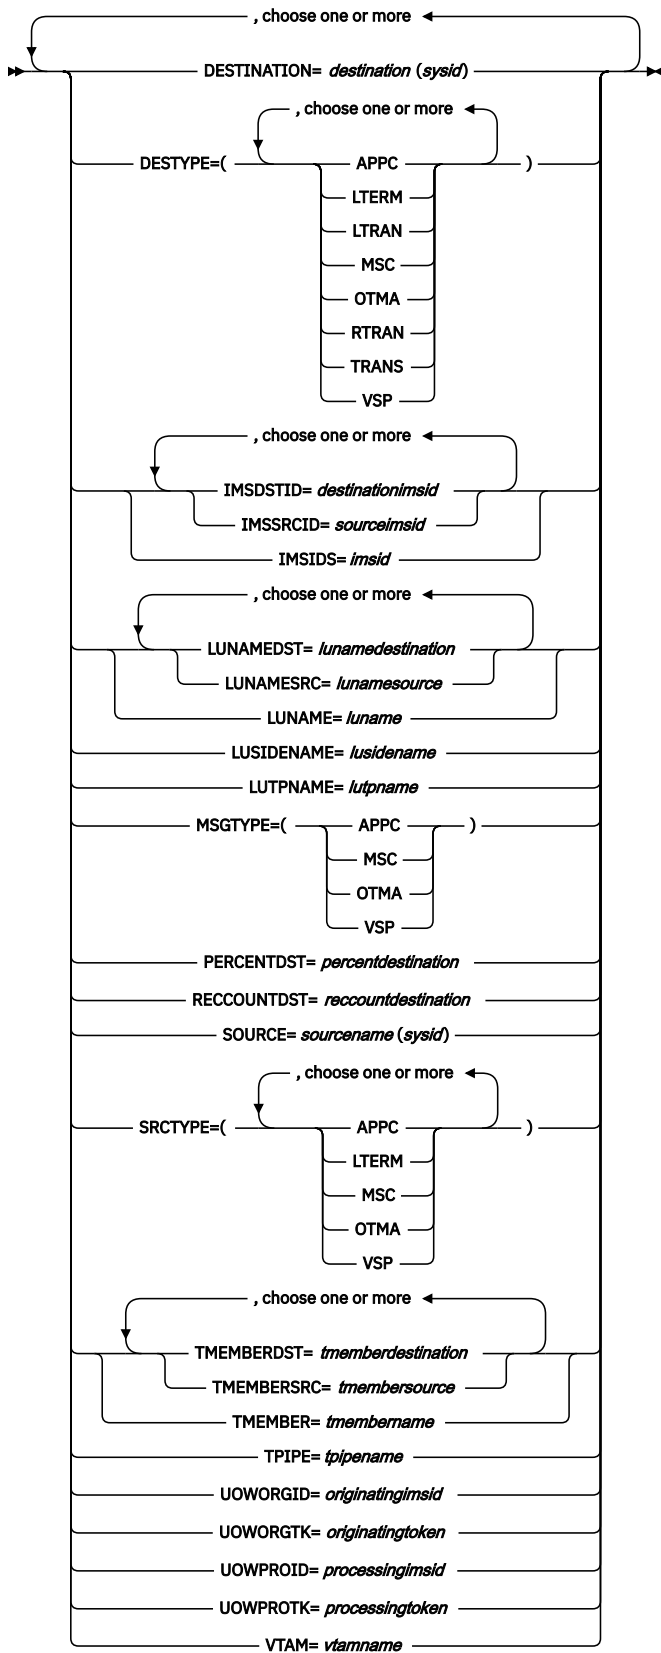 , choose one or more
DESTINATION= destination (sysid)
, choose one or more
DESTYPE=( APPC )
LTERM
LTRAN
MSC
OTMA
RTRAN
TRANS
VSP
, choose one or more
IMSDSTID= destinationimsid
IMSSRCID= sourceimsid
IMSIDS= imsid
, choose one or more
LUNAMEDST= lunamedestination
LUNAMESRC= lunamesource
LUNAME= luname
LUSIDENAME= lusidename
LUTPNAME= lutpname
MSGTYPE=( APPC )
MSC
OTMA
VSP
PERCENTDST= percentdestination
RECCOUNTDST= reccountdestination
SOURCE= sourcename (sysid)
, choose one or more
SRCTYPE=( APPC )
LTERM
MSC
OTMA
VSP
, choose one or more
TMEMBERDST= tmemberdestination
TMEMBERSRC= tmembersource
TMEMBER= tmembername
TPIPE= tpipename
UOWORGID= originatingimsid
UOWORGTK= originatingtoken
UOWPROID= processingimsid
UOWPROTK= processingtoken
VTAM= vtamname